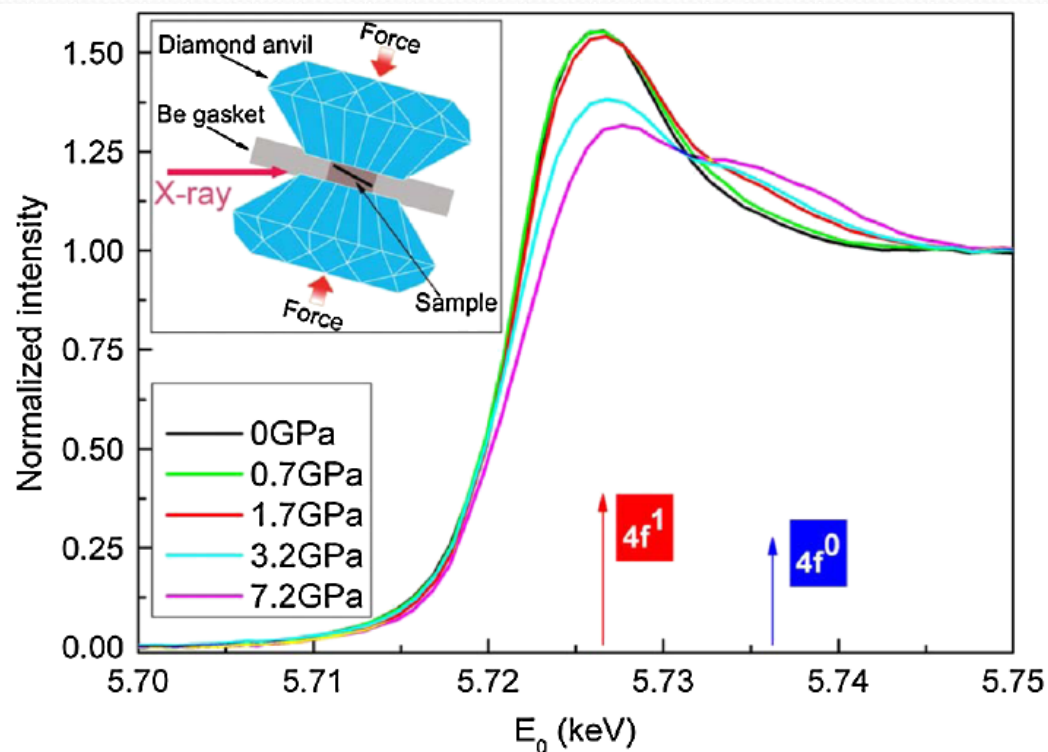 Diamond anvil
Force
Be gasket
X-ray
Sample
Force
Normalized intensity
1.50
1.25
1.00
0.75
0.50
0.25
0.00
0GPa
0.7GPa
1.7GPa
3.2GPa
7.2GPa
4f¹
4f⁰
5.70 5.71 5.72 5.73 5.74 5.75
E₀ (keV)